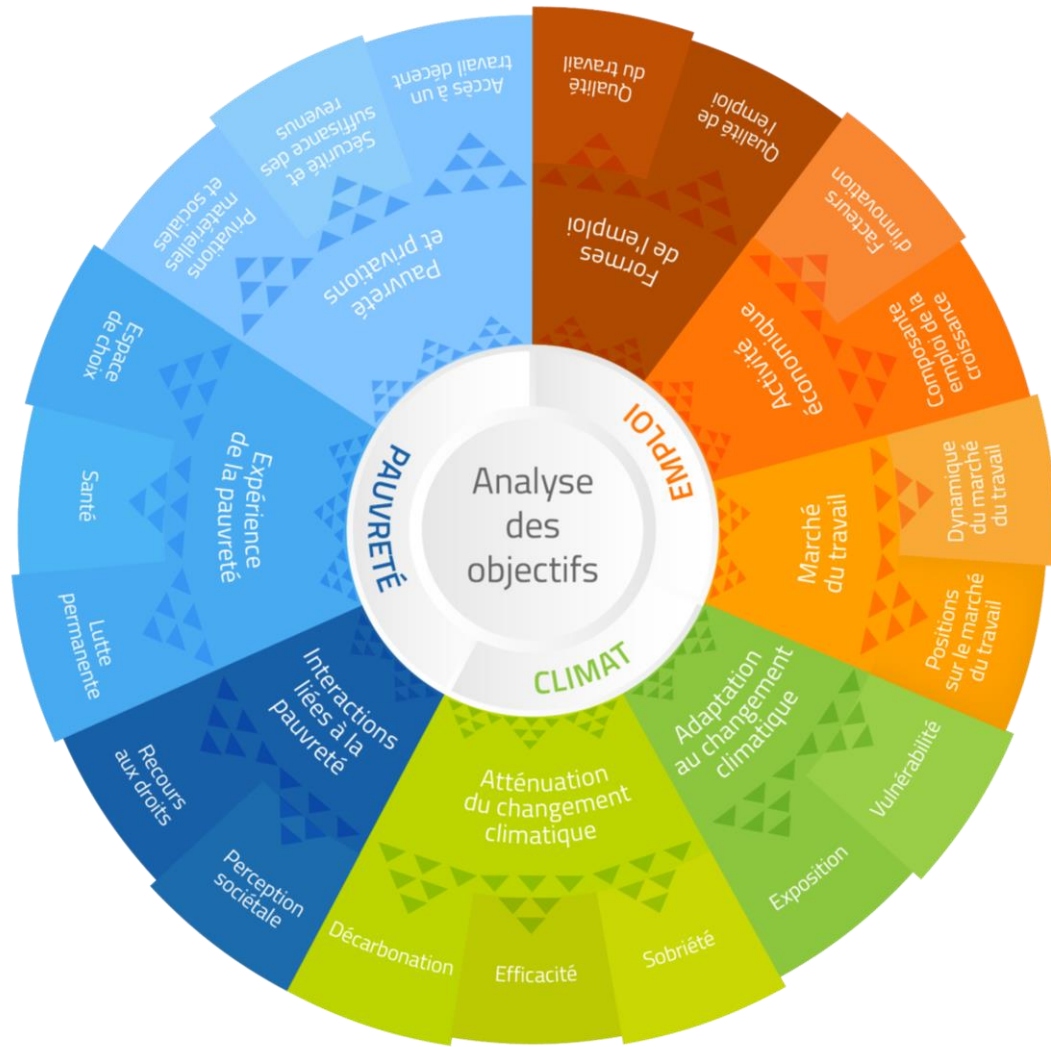 Analyse
des
objectifs
EMPLOI
Formes
de l'emploi
Qualité
du travail
Qualité de
l'emploi
Activité
économique
Facteurs
d'innovation
Composante
emploi de la
croissance
Marché
du travail
Dynamique
du marché
du travail
Positions
sur le marché
du travail
CLIMAT
Adaptation
au changement
climatique
Vulnérabilité
Exposition
Atténuation
du changement
climatique
Sobriété
Efficacité
Décarbonation
PAUVRETÉ
Interactions
liées à la
pauvreté
Perception
sociétale
Recours
aux droits
Expérience
de la pauvreté
Lutte
permanente
Santé
Espace
de choix
Pauvreté
et privations
Privations
matérielles
et sociales
Sécurité et
suffisance des
revenus
Accès à un
travail décent